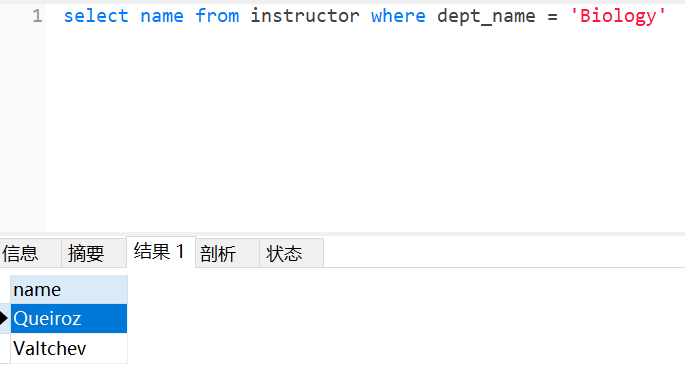 1 select name from instructor where dept_name = 'Biology'
信息 摘要 结果 1 剖析 状态
name
Queiroz
Valtchev